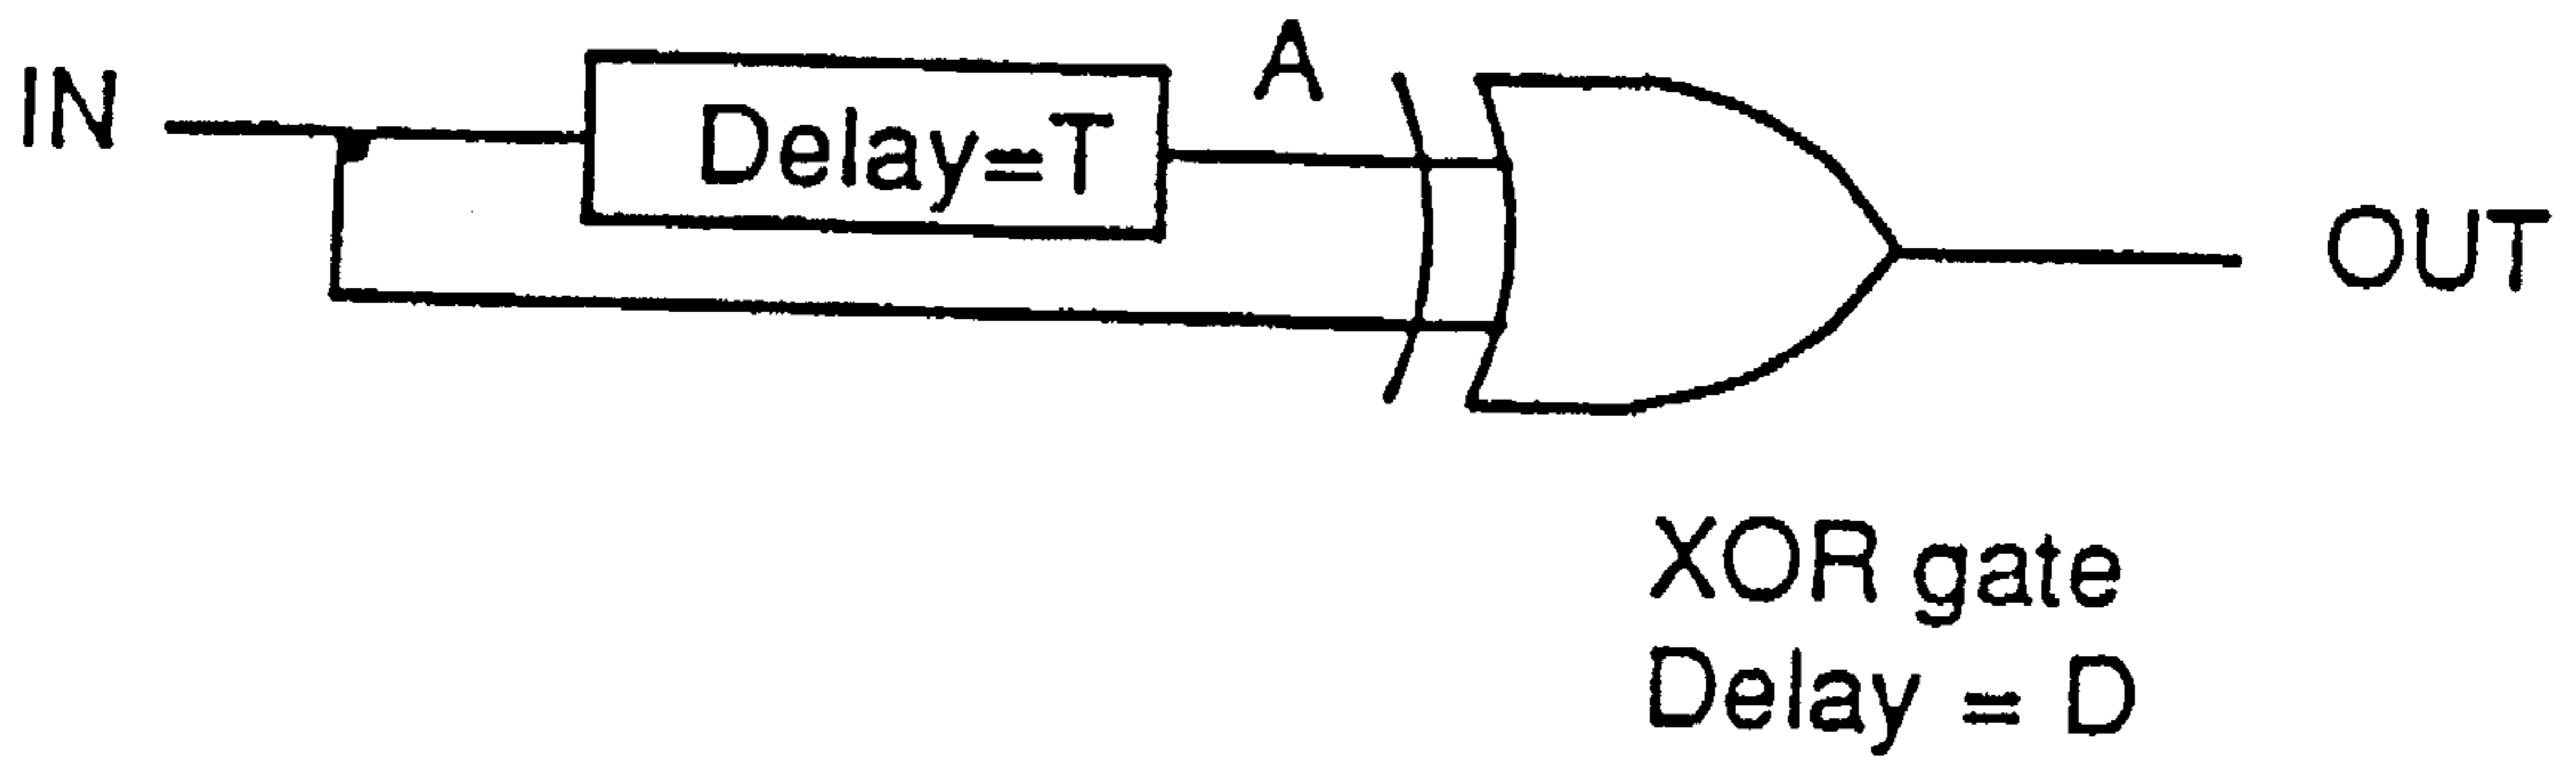 IN
Delay=T
A
OUT
XOR gate
Delay = D